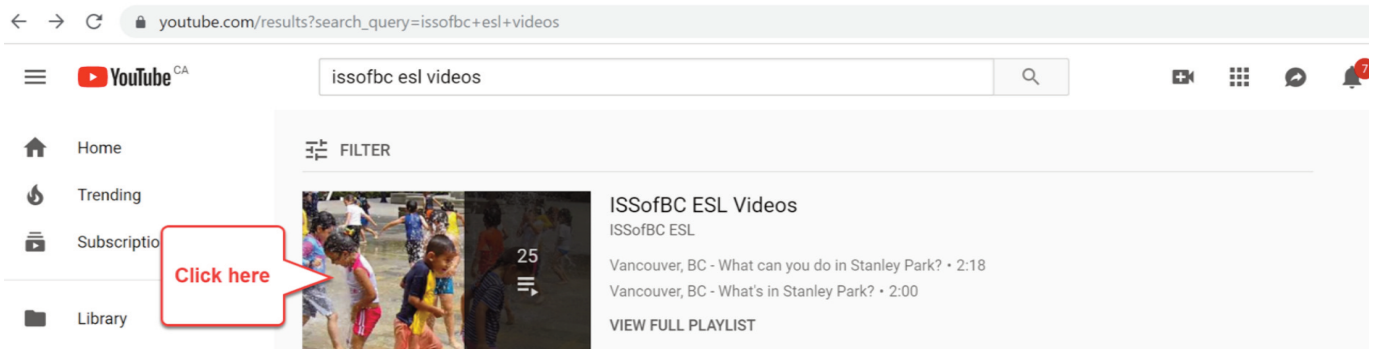 youtube.com/results?search_query=issofbc+esl+videos
YouTube CA
issofbc esl videos
7
Home
FILTER
Trending
ISSofBC ESL Videos
ISSofBC ESL
Subscriptio
25
Click here
Vancouver, BC - What can you do in Stanley Park? • 2:18
Vancouver, BC - What's in Stanley Park? • 2:00
Library
VIEW FULL PLAYLIST